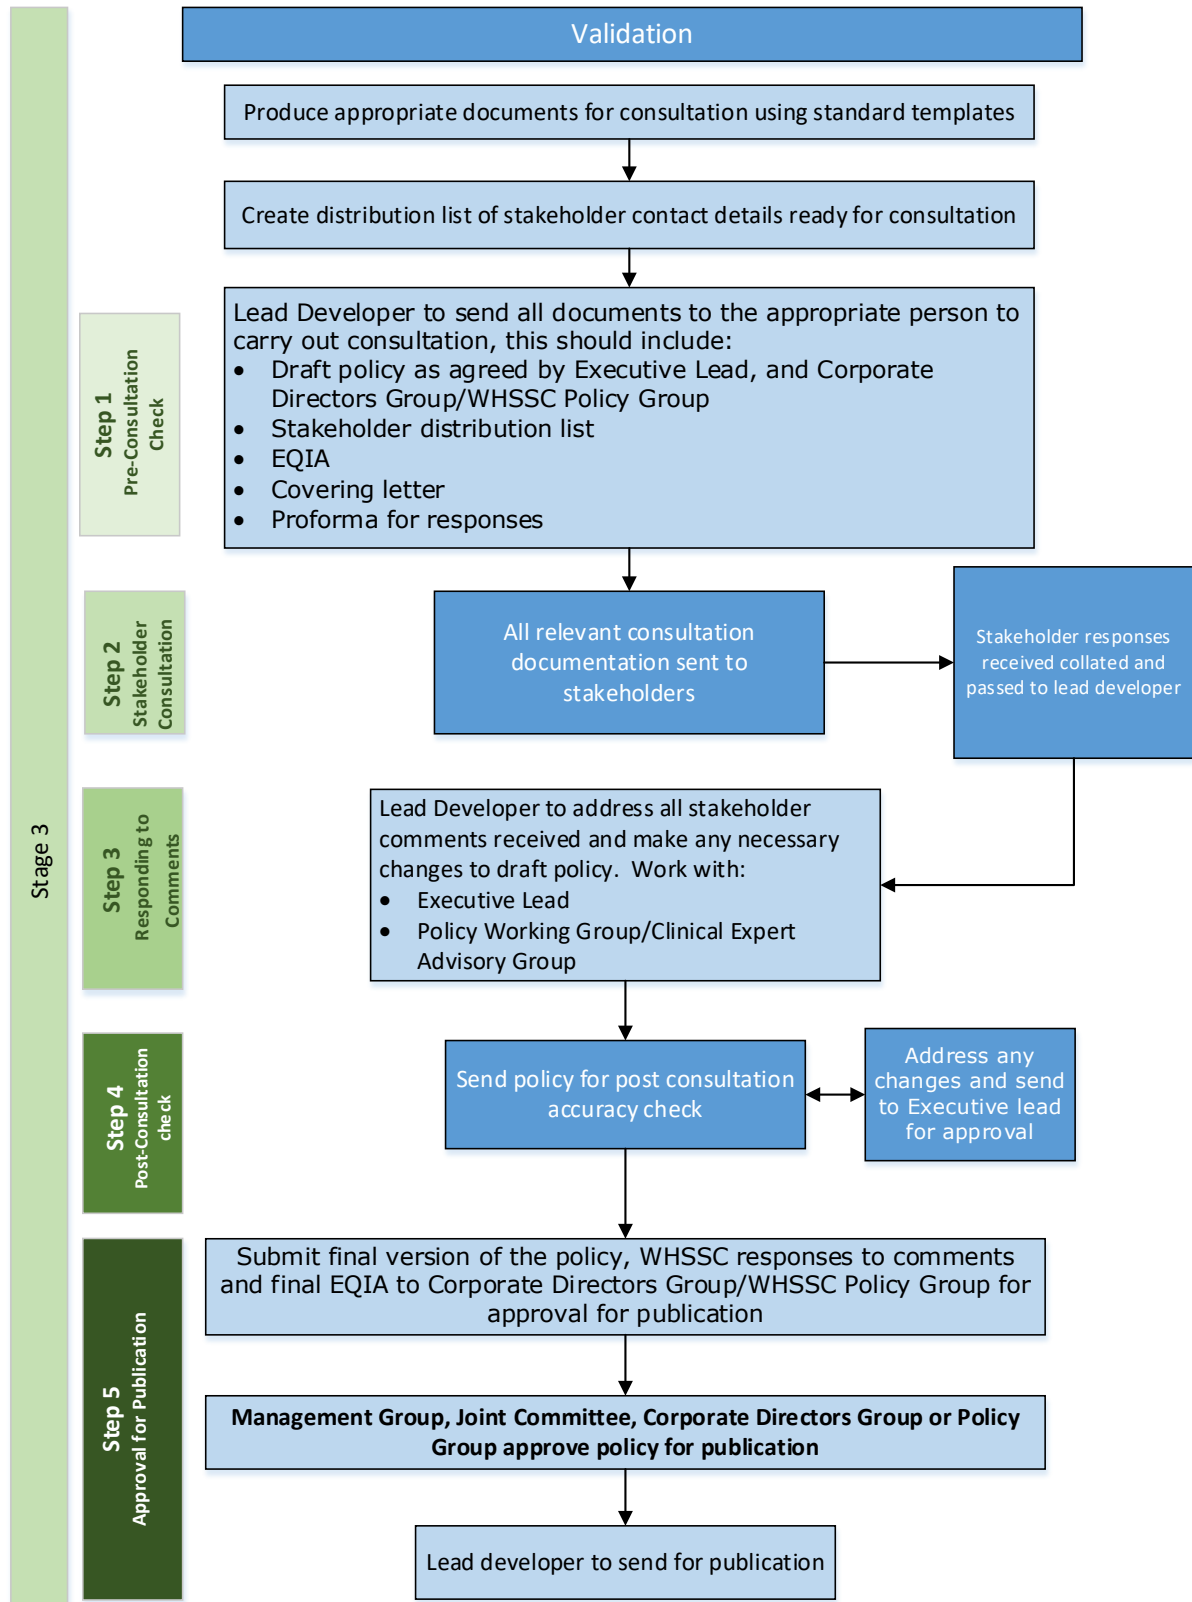 Validation
Produce appropriate documents for consultation using standard templates
Create distribution list of stakeholder contact details ready for consultation
Stage 3
Step 1
Pre-Consultation
Check
Lead Developer to send all documents to the appropriate person to
carry out consultation, this should include:
• Draft policy as agreed by Executive Lead, and Corporate
Directors Group/WHSSC Policy Group
• Stakeholder distribution list
• EQIA
• Covering letter
• Proforma for responses
Step 2
Stakeholder
Consultation
All relevant consultation
documentation sent to
stakeholders
Stakeholder responses
received collated and
passed to lead developer
Step 3
Responding to
Comments
Lead Developer to address all stakeholder
comments received and make any necessary
changes to draft policy.  Work with:
• Executive Lead
• Policy Working Group/Clinical Expert
Advisory Group
Step 4
Post-Consultation
check
Send policy for post consultation
accuracy check
Address any
changes and send
to Executive lead
for approval
Step 5
Approval for Publication
Submit final version of the policy, WHSSC responses to comments
and final EQIA to Corporate Directors Group/WHSSC Policy Group for
approval for publication
Management Group, Joint Committee, Corporate Directors Group or Policy
Group approve policy for publication
Lead developer to send for publication